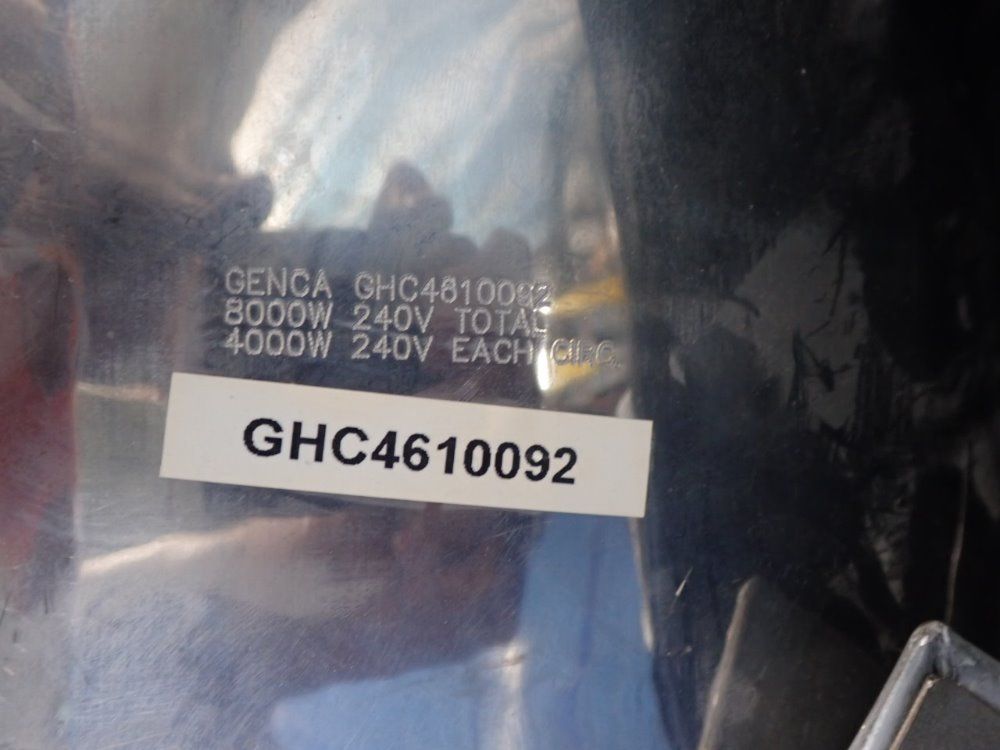 GENCA GHC4610092
8000W 240V TOTAL
4000W 240V EACH CIRC.
GHC4610092